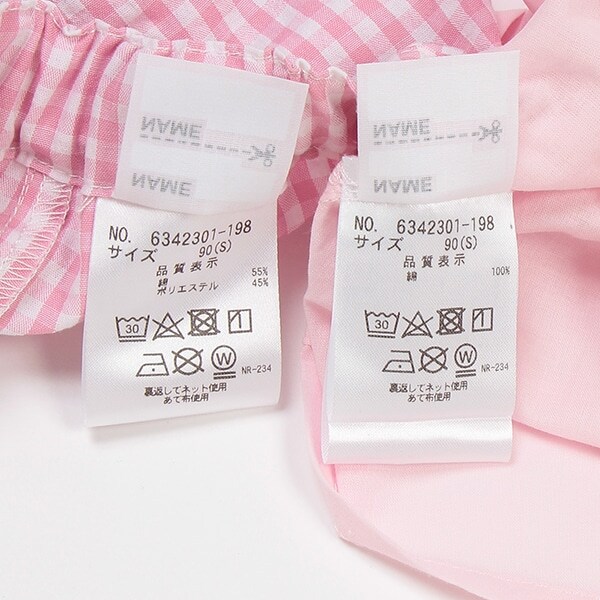 NAME
NAME
NO. 6342301-198
サイズ 90(S)
品質表示
綿 55%
ポリエステル 45%
30
W
NR-234
裏返してネット使用
あて布使用
NAME
NAME
NO. 6342301-198
サイズ 90(S)
品質表示
綿 100%
30
W
NR-234
裏返してネット使用
あて布使用